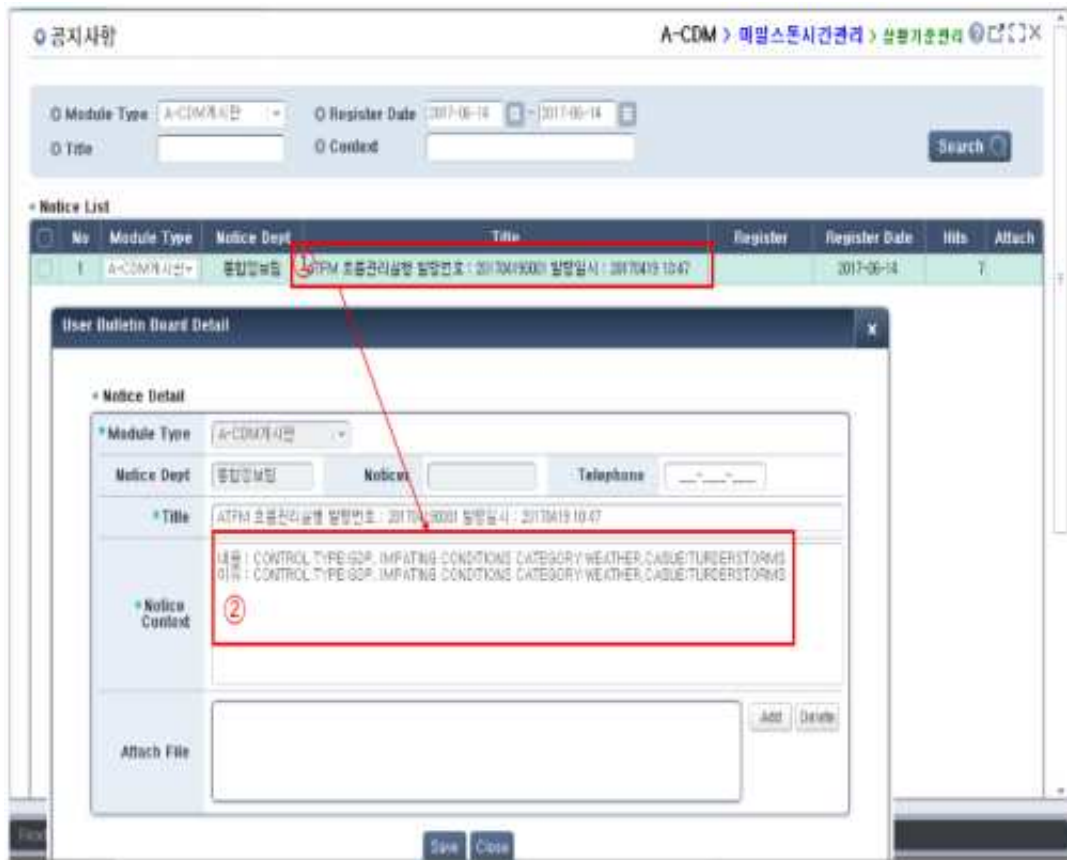 공지사항
A-CDM > 마일스톤시간관리 > 상황기준관리
Module Type A-CDM게시판 Register Date 2017-06-14 ~ 2017-06-14
Title Context Search
Notice List
No Module Type Notice Dept Title Register Register Date Hits Attach
1 A-CDM게시판 통합정보팀 ① ATFM 흐름관리실행 발령번호 : 201704190001 발령일시 : 20170419 10:47 2017-06-14 7
User Bulletin Board Detail x
Notice Detail
*Module Type A-CDM게시판
Notice Dept 통합정보팀 Noticer Telephone ___-___-___
*Title ATFM 흐름관리실행 발령번호 : 201704190001 발령일시 : 20170419 10:47
내용 : CONTROL TYPE:GDP, IMPATING CONDITIONS CATEGORY:WEATHER,CASUE:TURDERSTORMS
이유 : CONTROL TYPE:GDP, IMPATING CONDITIONS CATEGORY:WEATHER,CASUE:TURDERSTORMS
*Notice Context
②
Attach File Add Delete
Save Close